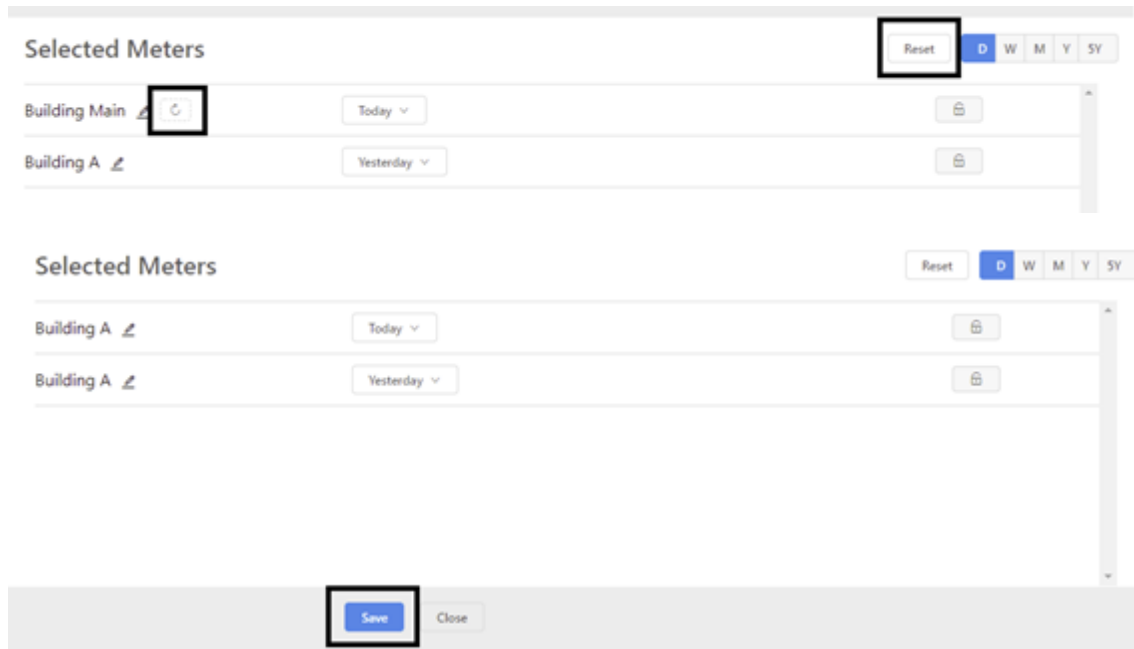 Selected Meters Reset D W M Y 5Y
Building Main Today
Building A Yesterday
Selected Meters Reset D W M Y 5Y
Building A Today
Building A Yesterday
Save Close